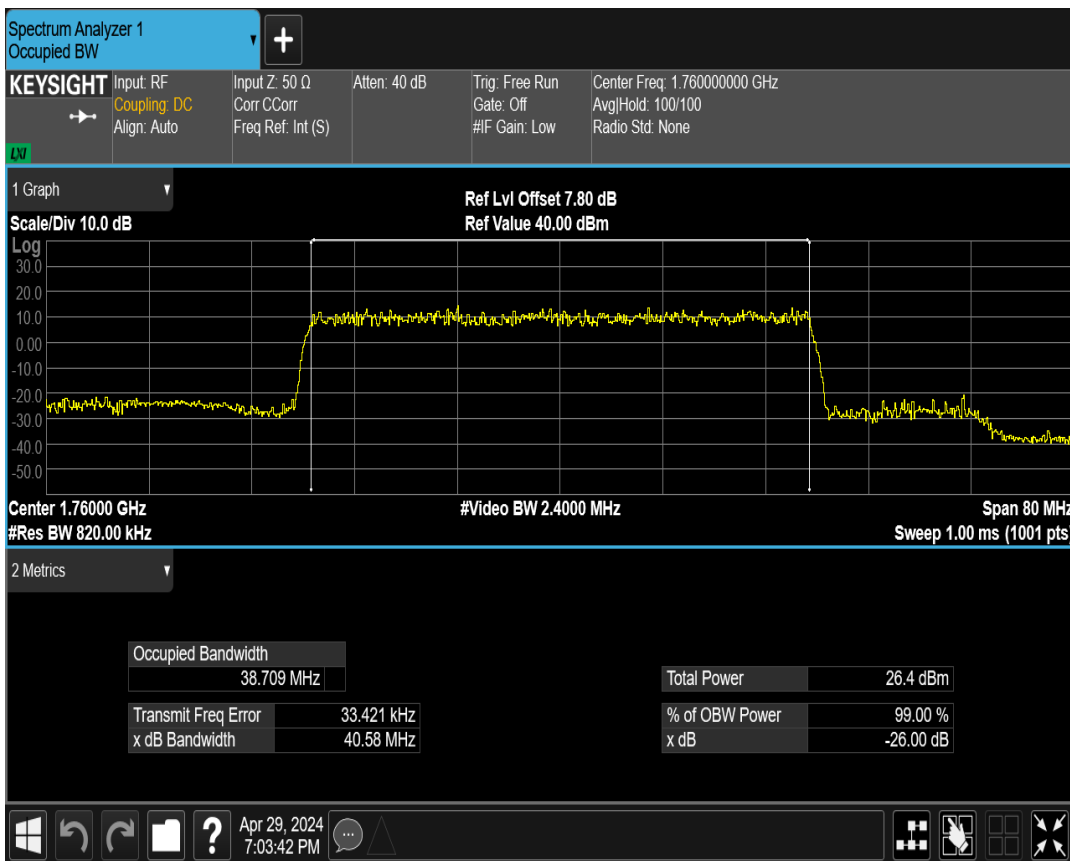 Spectrum Analyzer 1
Occupied BW
KEYSIGHT
LXI
Input: RF
Coupling: DC
Align: Auto
Input Z: 50 Ω
Corr CCorr
Freq Ref: Int (S)
Atten: 40 dB
Trig: Free Run
Gate: Off
#IF Gain: Low
Center Freq: 1.760000000 GHz
Avg|Hold: 100/100
Radio Std: None
1 Graph
Scale/Div 10.0 dB
Ref Lvl Offset 7.80 dB
Ref Value 40.00 dBm
Log
30.0
20.0
10.0
0.00
-10.0
-20.0
-30.0
-40.0
-50.0
Center 1.76000 GHz
#Video BW 2.4000 MHz
Span 80 MHz
#Res BW 820.00 kHz
Sweep 1.00 ms (1001 pts)
2 Metrics
Occupied Bandwidth
38.709 MHz
Total Power 26.4 dBm
Transmit Freq Error 33.421 kHz
% of OBW Power 99.00 %
x dB Bandwidth 40.58 MHz
x dB -26.00 dB
?
Apr 29, 2024
7:03:42 PM